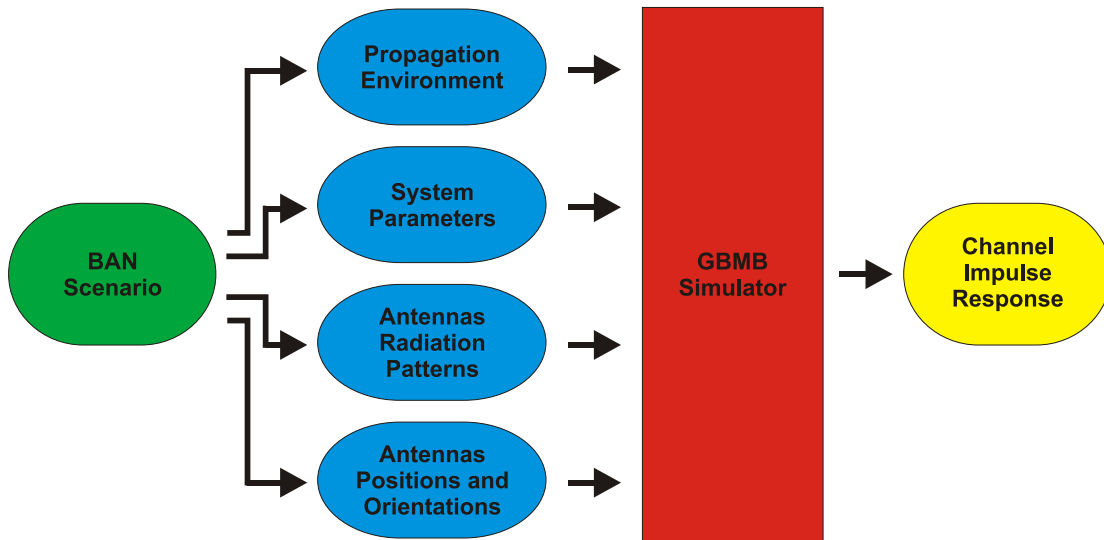 Propagation
Environment
System
Parameters
BAN
Scenario
GBMB
Simulator
Channel
Impulse
Response
Antennas
Radiation
Patterns
Antennas
Positions and
Orientations